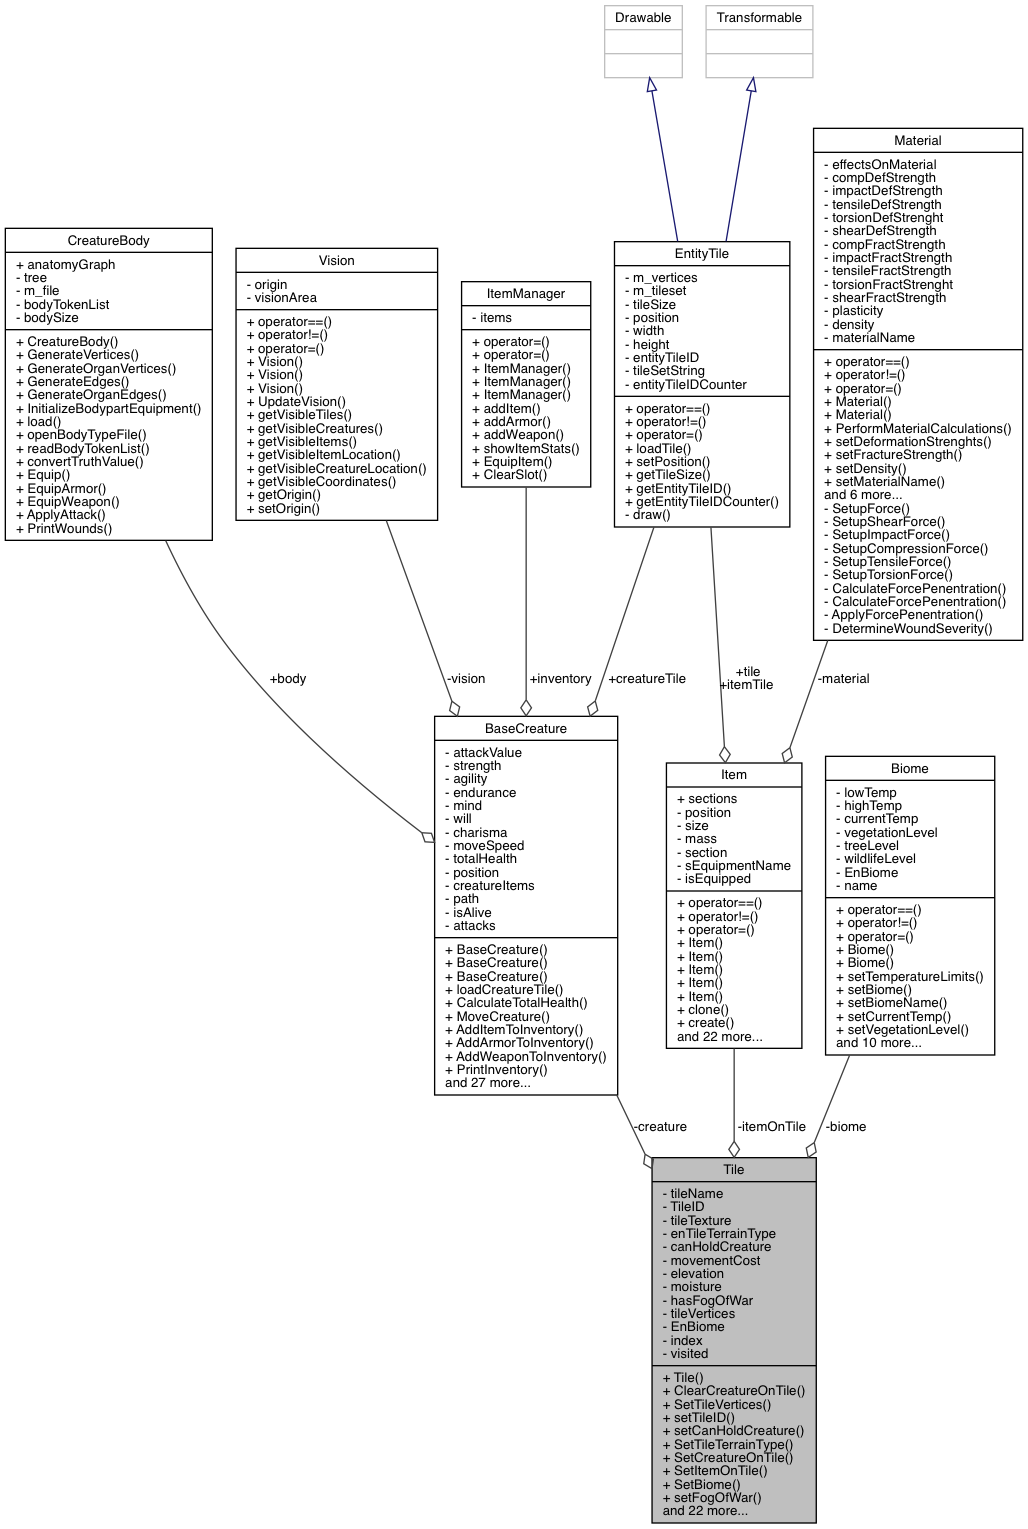 Drawable
Transformable
Material
- effectsOnMaterial
- compDefStrength
- impactDefStrength
- tensileDefStrength
- torsionDefStrenght
- shearDefStrength
- compFractStrength
- impactFractStrength
- tensileFractStrength
- torsionFractStrenght
- shearFractStrength
- plasticity
- density
- materialName
+ operator==()
+ operator!=()
+ operator=()
+ Material()
+ Material()
+ PerformMaterialCalculations()
+ setDeformationStrenghts()
+ setFractureStrength()
+ setDensity()
+ setMaterialName()
and 6 more...
- SetupForce()
- SetupShearForce()
- SetupImpactForce()
- SetupCompressionForce()
- SetupTensileForce()
- SetupTorsionForce()
- CalculateForcePenentration()
- CalculateForcePenentration()
- ApplyForcePenentration()
- DetermineWoundSeverity()
CreatureBody
+ anatomyGraph
- tree
- m_file
- bodyTokenList
- bodySize
+ CreatureBody()
+ GenerateVertices()
+ GenerateOrganVertices()
+ GenerateEdges()
+ GenerateOrganEdges()
+ InitializeBodypartEquipment()
+ load()
+ openBodyTypeFile()
+ readBodyTokenList()
+ convertTruthValue()
+ Equip()
+ EquipArmor()
+ EquipWeapon()
+ ApplyAttack()
+ PrintWounds()
Vision
- origin
- visionArea
+ operator==()
+ operator!=()
+ operator=()
+ Vision()
+ Vision()
+ Vision()
+ UpdateVision()
+ getVisibleTiles()
+ getVisibleCreatures()
+ getVisibleItems()
+ getVisibleItemLocation()
+ getVisibleCreatureLocation()
+ getVisibleCoordinates()
+ getOrigin()
+ setOrigin()
ItemManager
- items
+ operator=()
+ operator=()
+ ItemManager()
+ ItemManager()
+ ItemManager()
+ addItem()
+ addArmor()
+ addWeapon()
+ showItemStats()
+ EquipItem()
+ ClearSlot()
EntityTile
- m_vertices
- m_tileset
- tileSize
- position
- width
- height
- entityTileID
- tileSetString
- entityTileIDCounter
+ operator==()
+ operator!=()
+ operator=()
+ loadTile()
+ setPosition()
+ getTileSize()
+ getEntityTileID()
+ getEntityTileIDCounter()
- draw()
+body
-vision
+inventory
+creatureTile
+tile
+itemTile
-material
BaseCreature
- attackValue
- strength
- agility
- endurance
- mind
- will
- charisma
- moveSpeed
- totalHealth
- position
- creatureItems
- path
- isAlive
- attacks
+ BaseCreature()
+ BaseCreature()
+ BaseCreature()
+ loadCreatureTile()
+ CalculateTotalHealth()
+ MoveCreature()
+ AddItemToInventory()
+ AddArmorToInventory()
+ AddWeaponToInventory()
+ PrintInventory()
and 27 more...
Item
+ sections
- position
- size
- mass
- section
- sEquipmentName
- isEquipped
+ operator==()
+ operator!=()
+ operator=()
+ Item()
+ Item()
+ Item()
+ Item()
+ Item()
+ clone()
+ create()
and 22 more...
Biome
- lowTemp
- highTemp
- currentTemp
- vegetationLevel
- treeLevel
- wildlifeLevel
- EnBiome
- name
+ operator==()
+ operator!=()
+ operator=()
+ Biome()
+ Biome()
+ setTemperatureLimits()
+ setBiome()
+ setBiomeName()
+ setCurrentTemp()
+ setVegetationLevel()
and 10 more...
-creature
-itemOnTile
-biome
Tile
- tileName
- TileID
- tileTexture
- enTileTerrainType
- canHoldCreature
- movementCost
- elevation
- moisture
- hasFogOfWar
- tileVertices
- EnBiome
- index
- visited
+ Tile()
+ ClearCreatureOnTile()
+ SetTileVertices()
+ setTileID()
+ setCanHoldCreature()
+ SetTileTerrainType()
+ SetCreatureOnTile()
+ SetItemOnTile()
+ SetBiome()
+ setFogOfWar()
and 22 more...